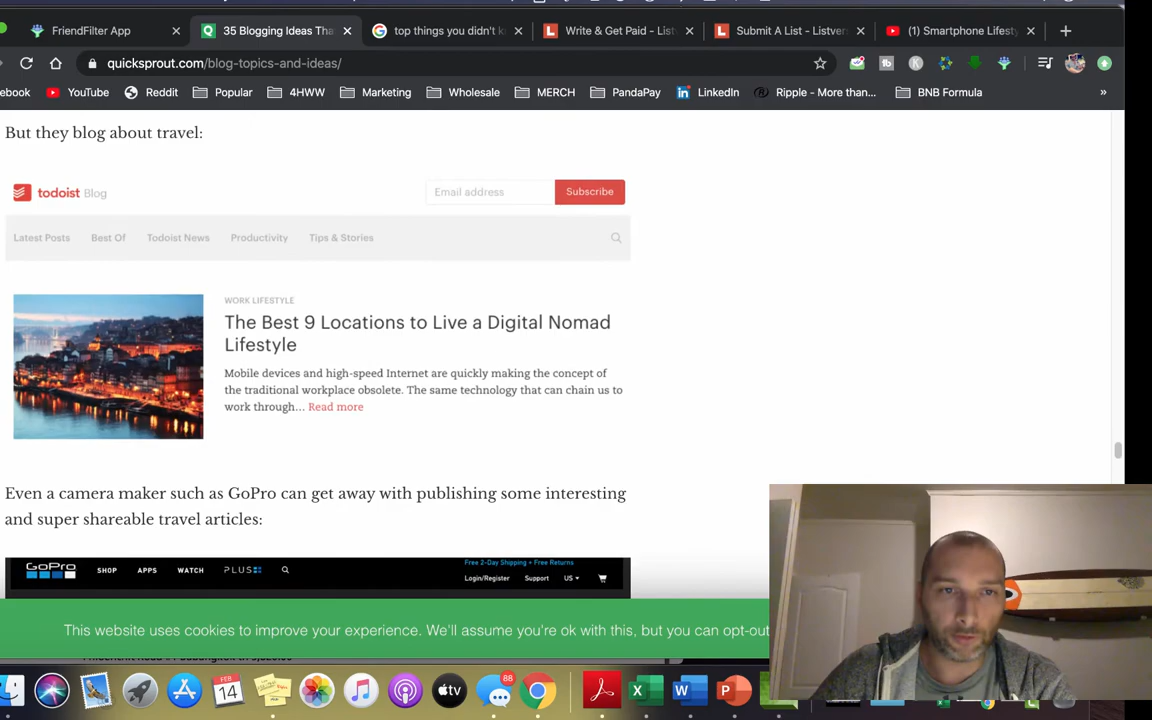 FriendFilter App
35 Blogging Ideas Tha
top things you didn't k
Write & Get Paid - Listv
Submit A List - Listvers
(1) Smartphone Lifesty
quicksprout.com/blog-topics-and-ideas/
ebook YouTube Reddit Popular 4HWW Marketing Wholesale MERCH PandaPay LinkedIn Ripple - More than... BNB Formula »
But they blog about travel:
todoist Blog
Email address Subscribe
Latest Posts Best Of Todoist News Productivity Tips & Stories
WORK LIFESTYLE
The Best 9 Locations to Live a Digital Nomad
Lifestyle
Mobile devices and high-speed Internet are quickly making the concept of
the traditional workplace obsolete. The same technology that can chain us to
work through... Read more
Even a camera maker such as GoPro can get away with publishing some interesting
and super shareable travel articles:
Free 2-Day Shipping + Free Returns
GoPro SHOP APPS WATCH PLUS
Login/Register Support US
This website uses cookies to improve your experience. We'll assume you're ok with this, but you can opt-out
FEB
14
88
tv